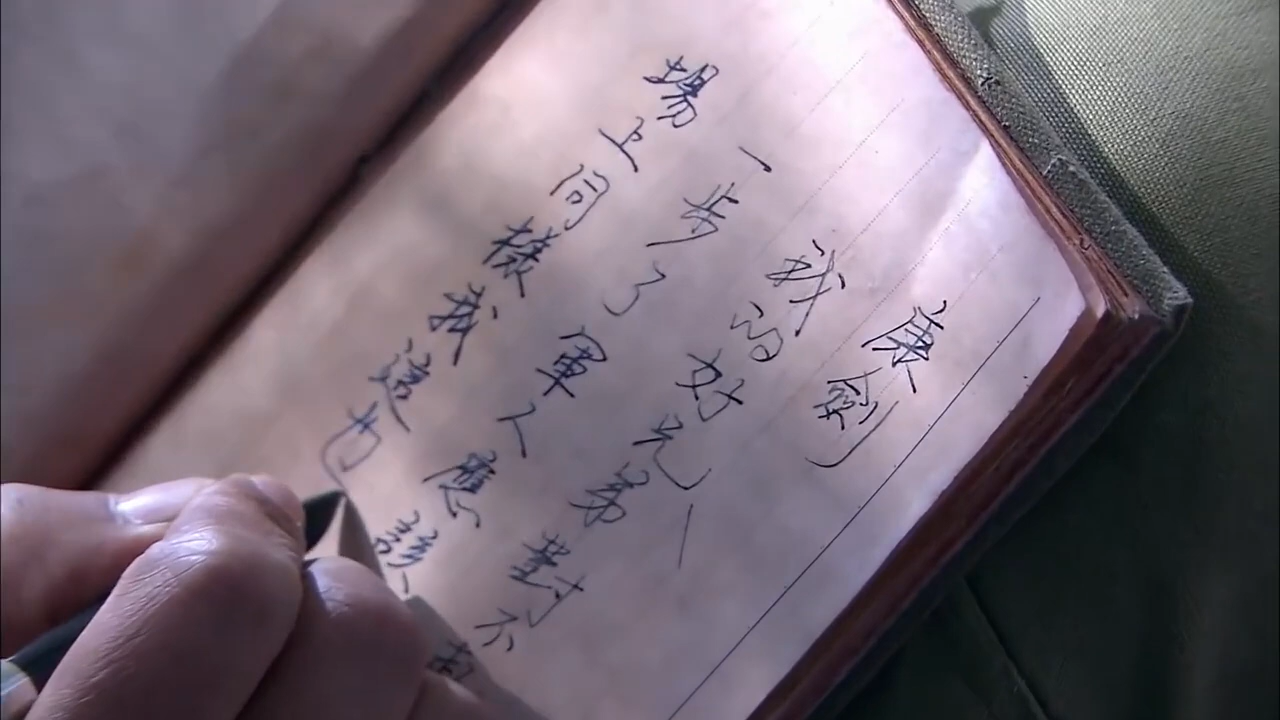 康劍
我的好兄弟對不
一步了軍人應該
場上同樣我這